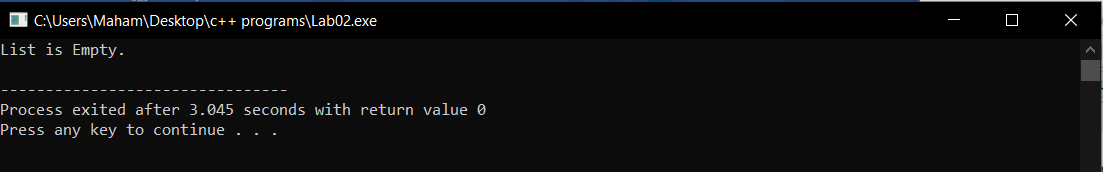 C:\Users\Maham\Desktop\c++ programs\Lab02.exe
List is Empty.
--------------------------------
Process exited after 3.045 seconds with return value 0
Press any key to continue . . .